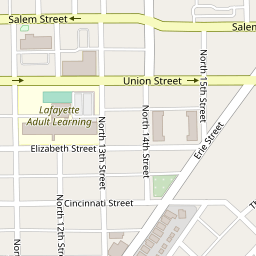 Salem Street
Salem
Union Street
North 15th Street
Lafayette
Adult Learning
North 13th Street
North 14th Street
Erie Street
Elizabeth Street
Cincinnati Street
North 12th Street